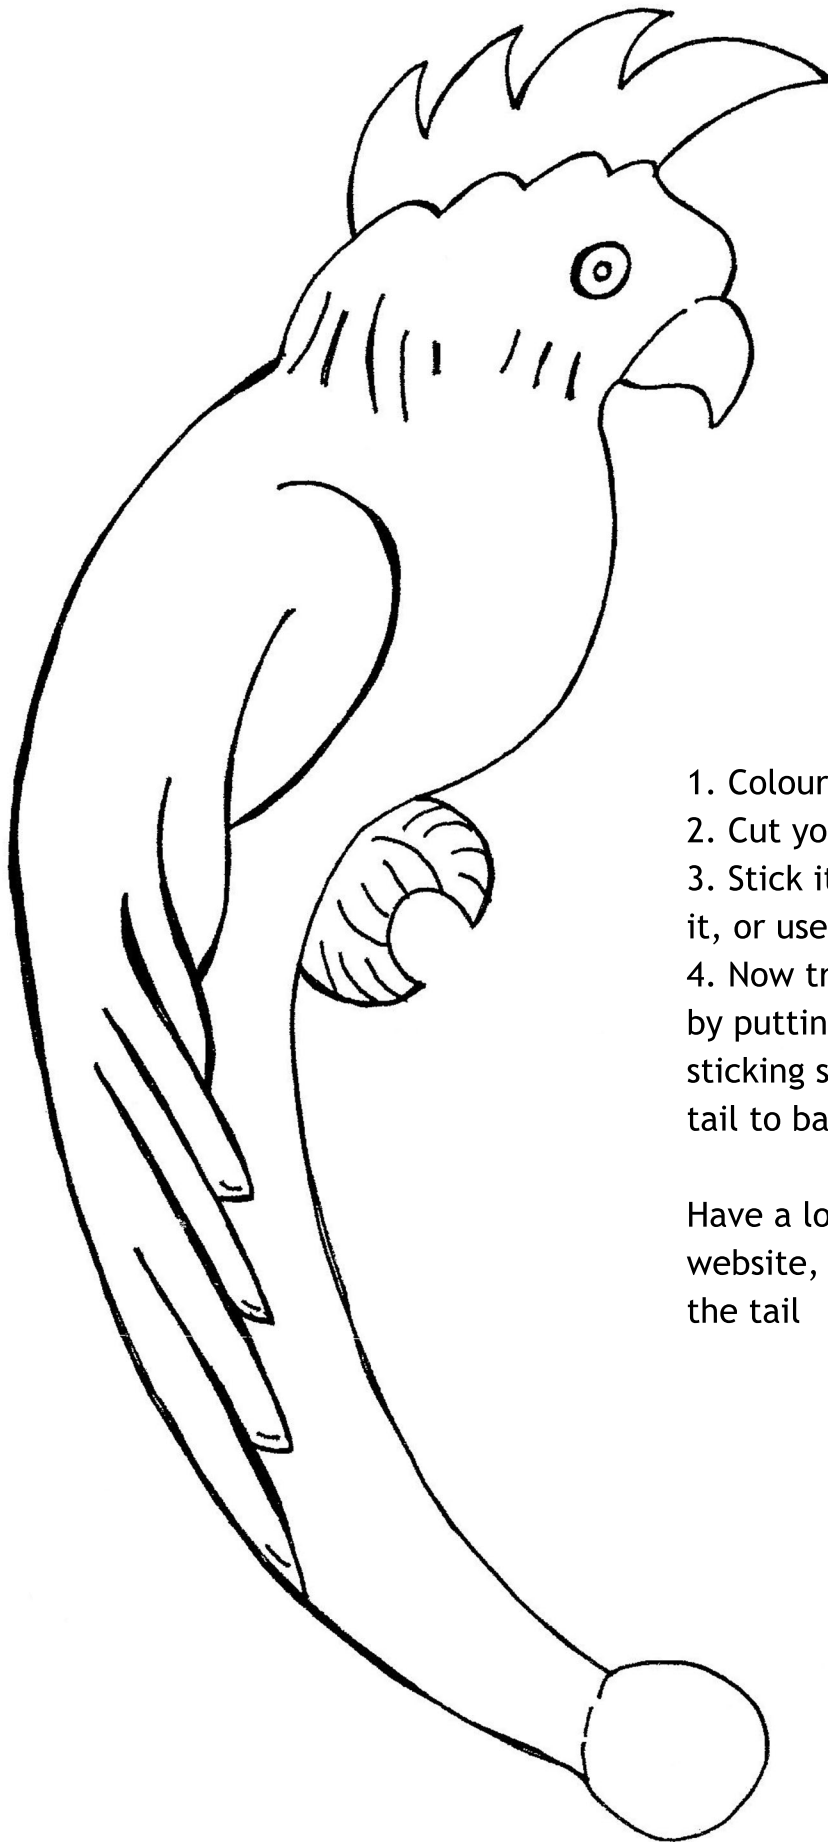 1. Colour
2. Cut yo
3. Stick it
it, or use
4. Now tr
by puttin
sticking s
tail to ba
Have a lo
website,
the tail